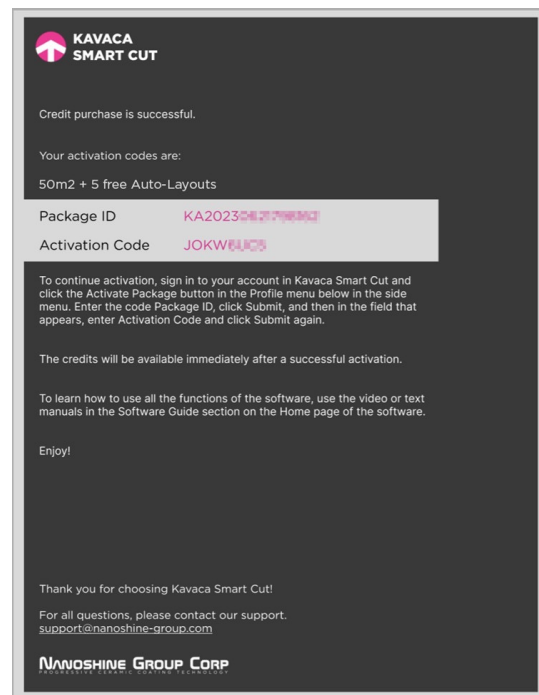 KAVACA
SMART CUT
Credit purchase is successful.
Your activation codes are:
50m2 + 5 free Auto-Layouts
Package ID KA2023
Activation Code JOKW
To continue activation, sign in to your account in Kavaca Smart Cut and
click the Activate Package button in the Profile menu below in the side
menu. Enter the code Package ID, click Submit, and then in the field that
appears, enter Activation Code and click Submit again.
The credits will be available immediately after a successful activation.
To learn how to use all the functions of the software, use the video or text
manuals in the Software Guide section on the Home page of the software.
Enjoy!
Thank you for choosing Kavaca Smart Cut!
For all questions, please contact our support.
support@nanoshine-group.com
NANOSHINE GROUP CORP
PROGRESSIVE CERAMIC COATING TECHNOLOGY